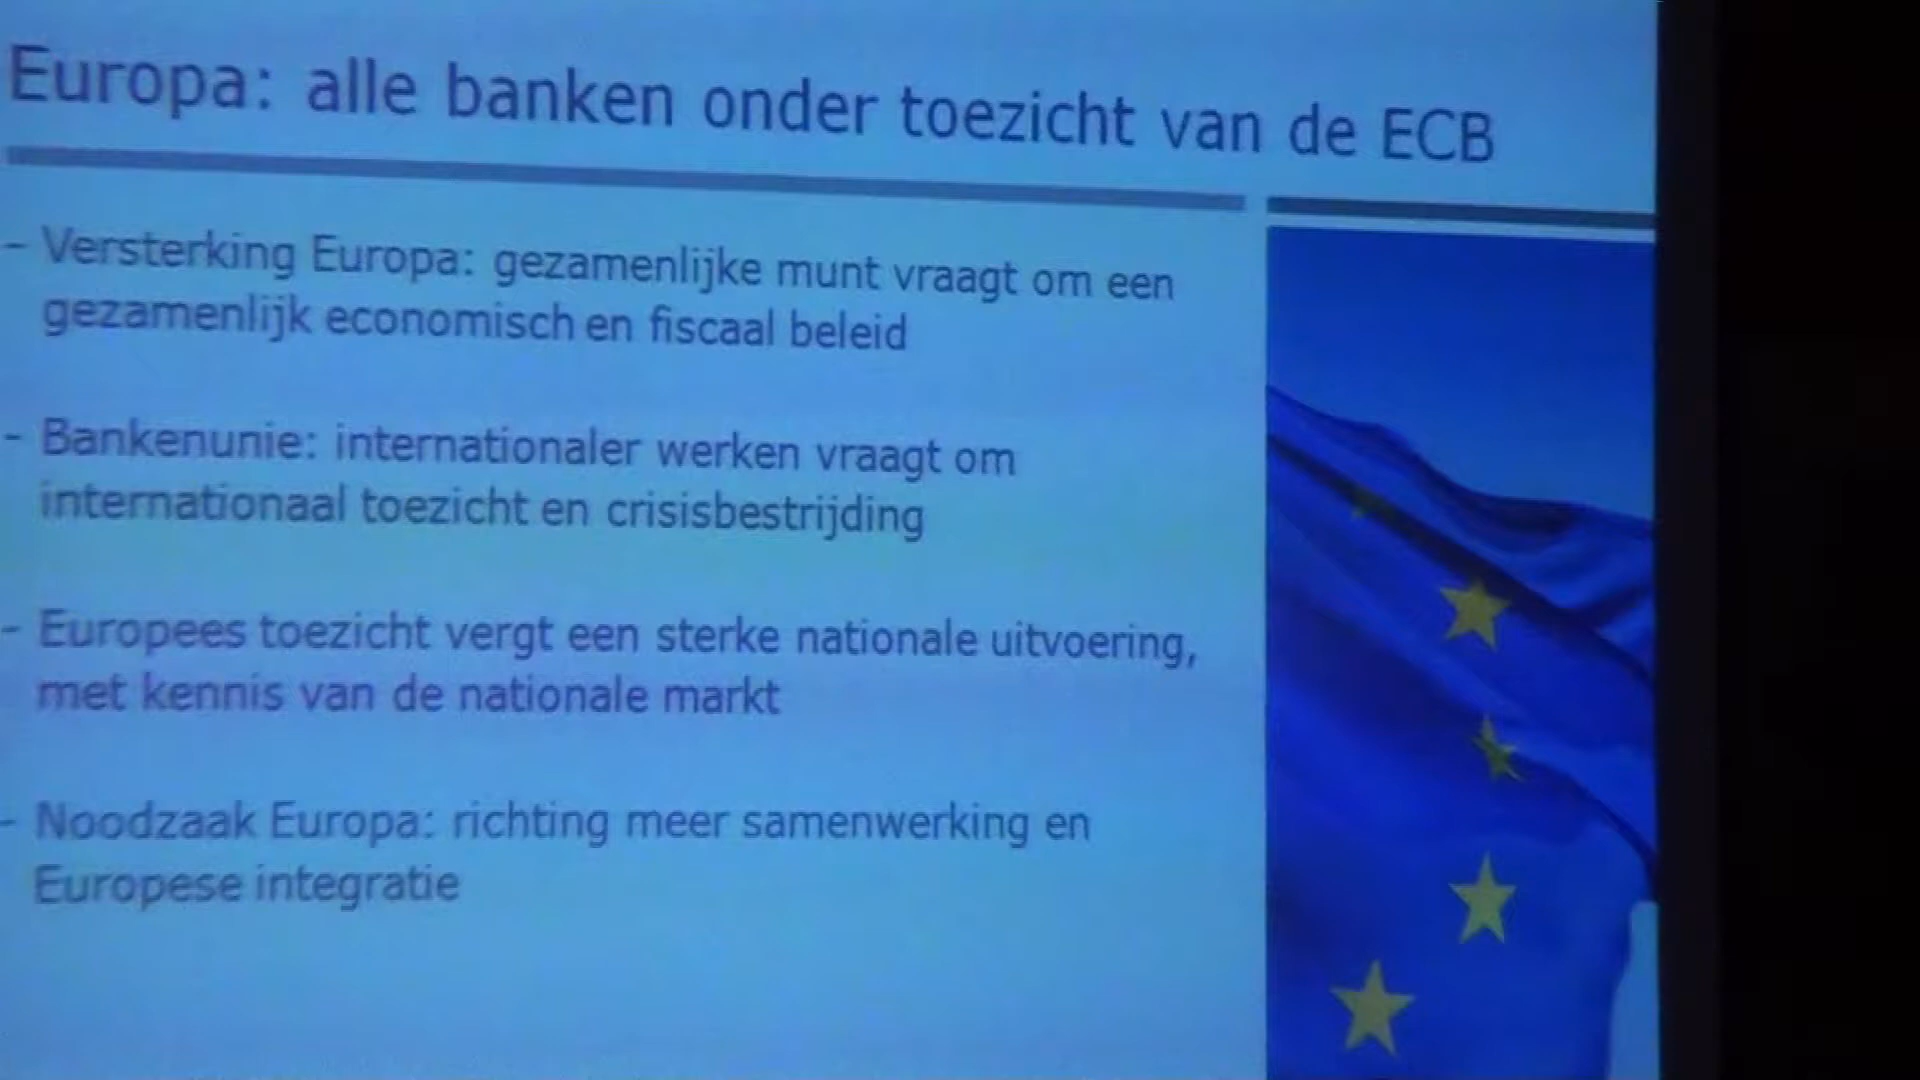 Europa: alle banken onder toezicht van de ECB
- Versterking Europa: gezamenlijke munt vraagt om een
gezamenlijk economisch en fiscaal beleid
- Bankenunie: internationaler werken vraagt om
internationaal toezicht en crisisbestrijding
- Europees toezicht vergt een sterke nationale uitvoering,
met kennis van de nationale markt
- Noodzaak Europa: richting meer samenwerking en
Europese integratie